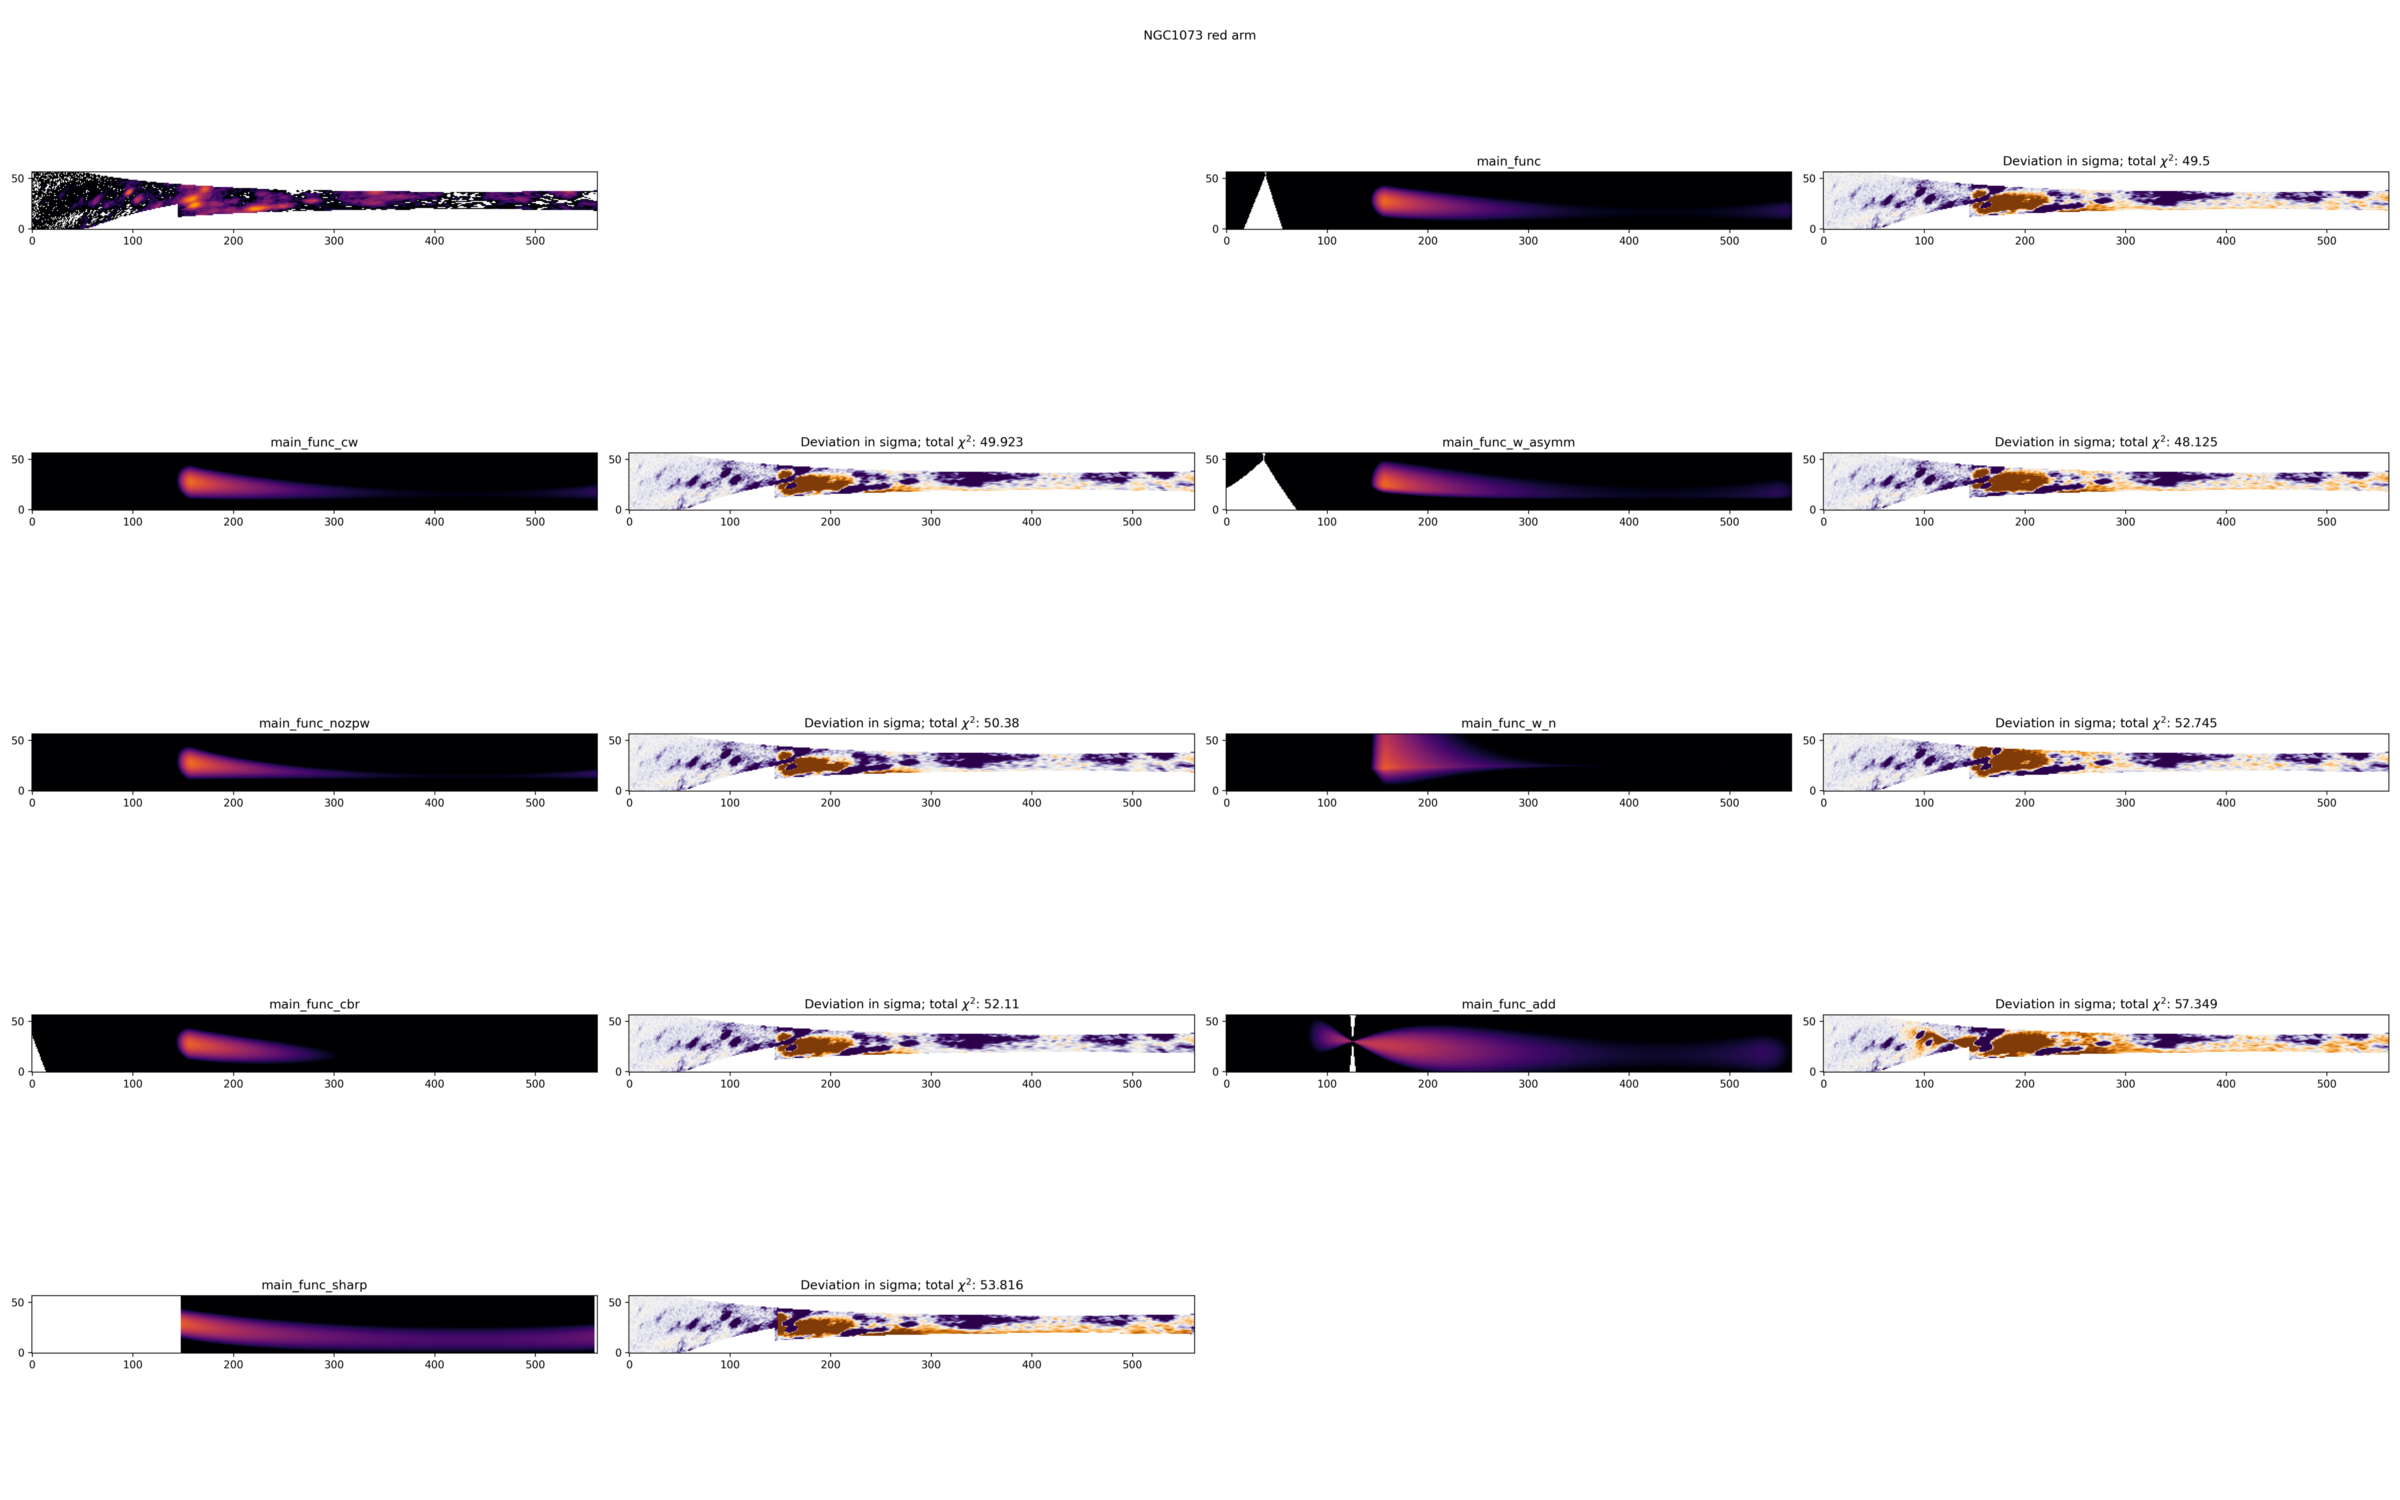 NGC1073 red arm
main_func
Deviation in sigma; total χ²: 49.5
50
0
0 100 200 300 400 500
50
0
0 100 200 300 400 500
50
0
0 100 200 300 400 500
main_func_cw
Deviation in sigma; total χ²: 49.923
main_func_w_asymm
Deviation in sigma; total χ²: 48.125
50
0
0 100 200 300 400 500
50
0
0 100 200 300 400 500
50
0
0 100 200 300 400 500
50
0
0 100 200 300 400 500
main_func_nozpw
Deviation in sigma; total χ²: 50.38
main_func_w_n
Deviation in sigma; total χ²: 52.745
50
0
0 100 200 300 400 500
50
0
0 100 200 300 400 500
50
0
0 100 200 300 400 500
50
0
0 100 200 300 400 500
main_func_cbr
Deviation in sigma; total χ²: 52.11
main_func_add
Deviation in sigma; total χ²: 57.349
50
0
0 100 200 300 400 500
50
0
0 100 200 300 400 500
50
0
0 100 200 300 400 500
50
0
0 100 200 300 400 500
main_func_sharp
Deviation in sigma; total χ²: 53.816
50
0
0 100 200 300 400 500
50
0
0 100 200 300 400 500